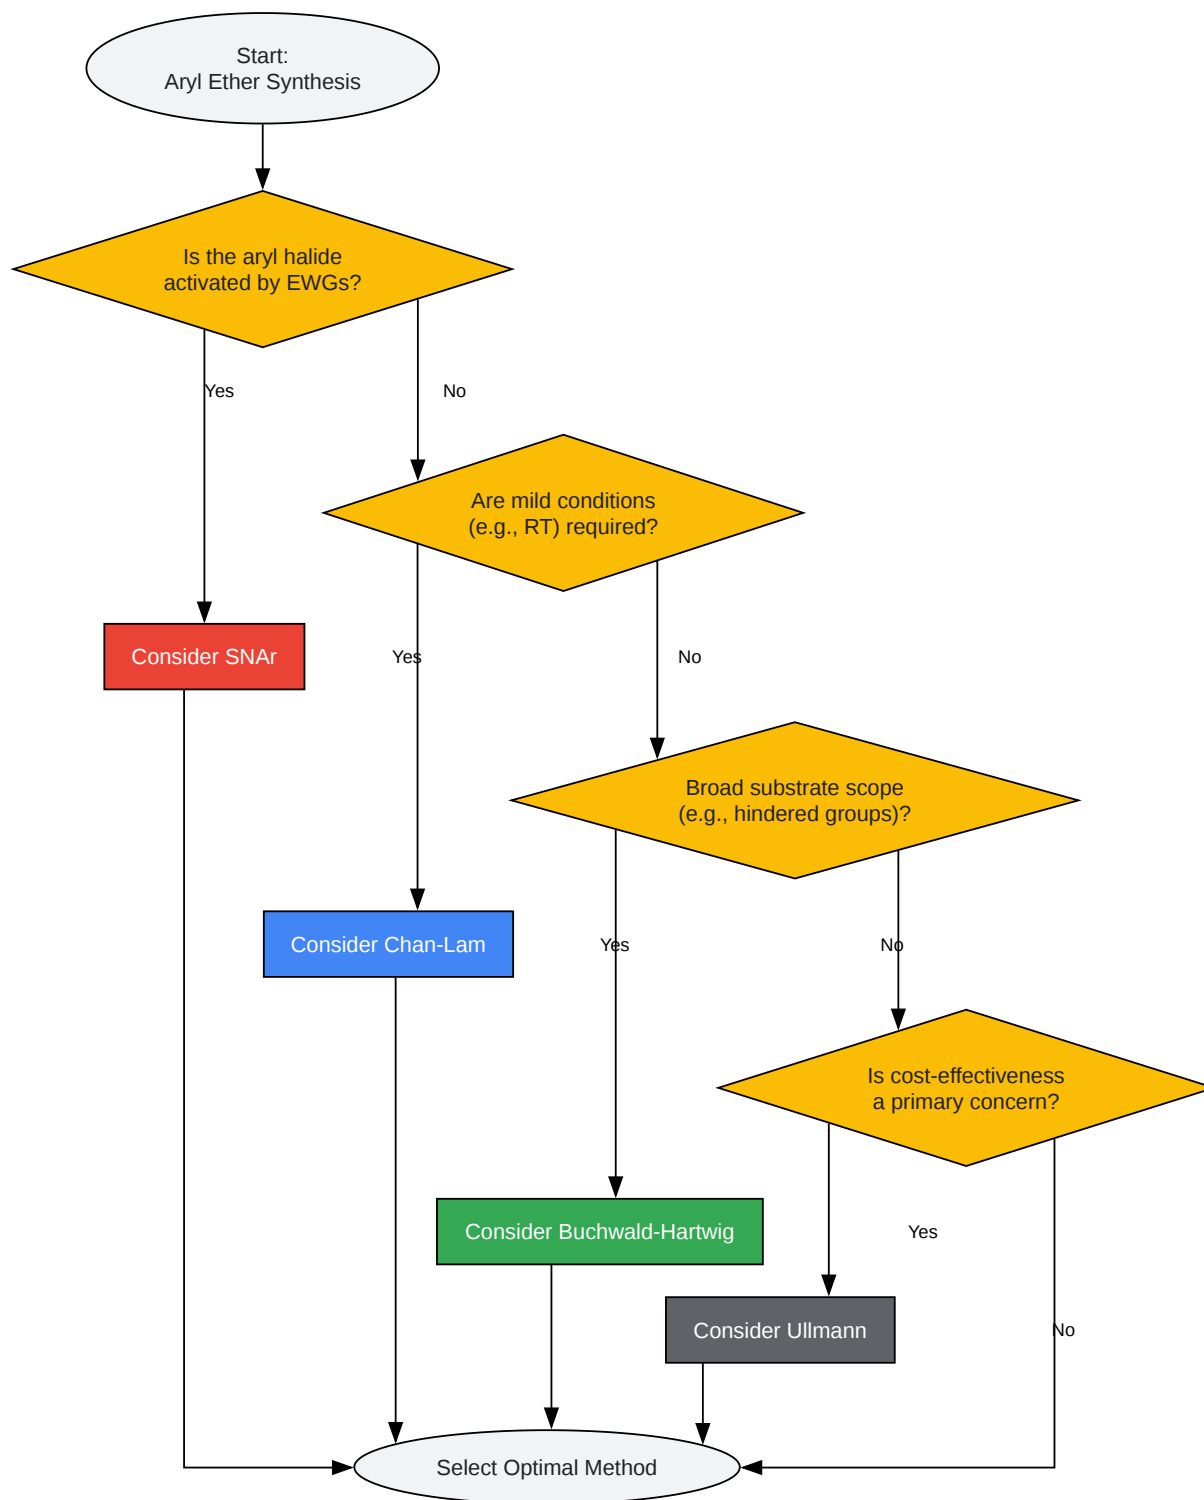 Start:
Aryl Ether Synthesis
Is the aryl halide
activated by EWGs?
Yes
No
Are mild conditions
(e.g., RT) required?
Consider SNAr
Yes
No
Broad substrate scope
(e.g., hindered groups)?
Consider Chan-Lam
Yes
No
Is cost-effectiveness
a primary concern?
Consider Buchwald-Hartwig
Yes
Consider Ullmann
No
Select Optimal Method